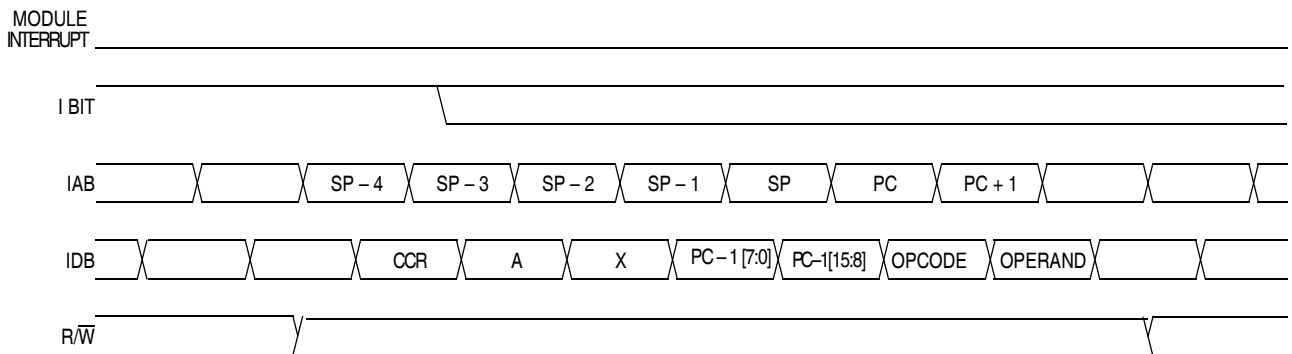 MODULE
INTERRUPT
I BIT
IAB SP – 4 SP – 3 SP – 2 SP – 1 SP PC PC + 1
IDB CCR A X PC – 1 [7:0] PC–1[15:8] OPCODE OPERAND
R/W̅